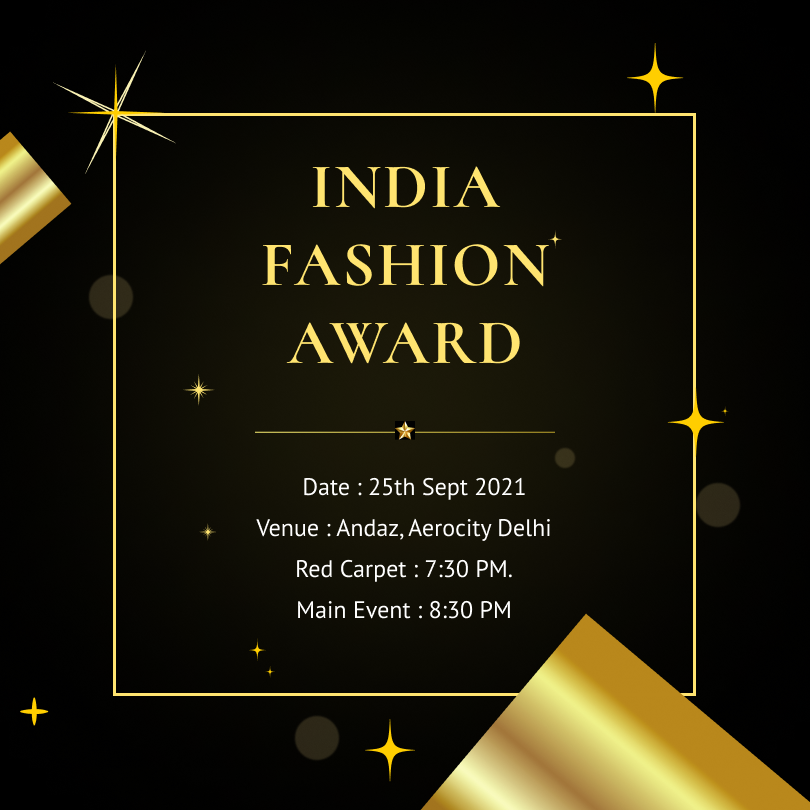 INDIA
FASHION
AWARD
Date : 25th Sept 2021
Venue : Andaz, Aerocity Delhi
Red Carpet : 7:30 PM.
Main Event : 8:30 PM